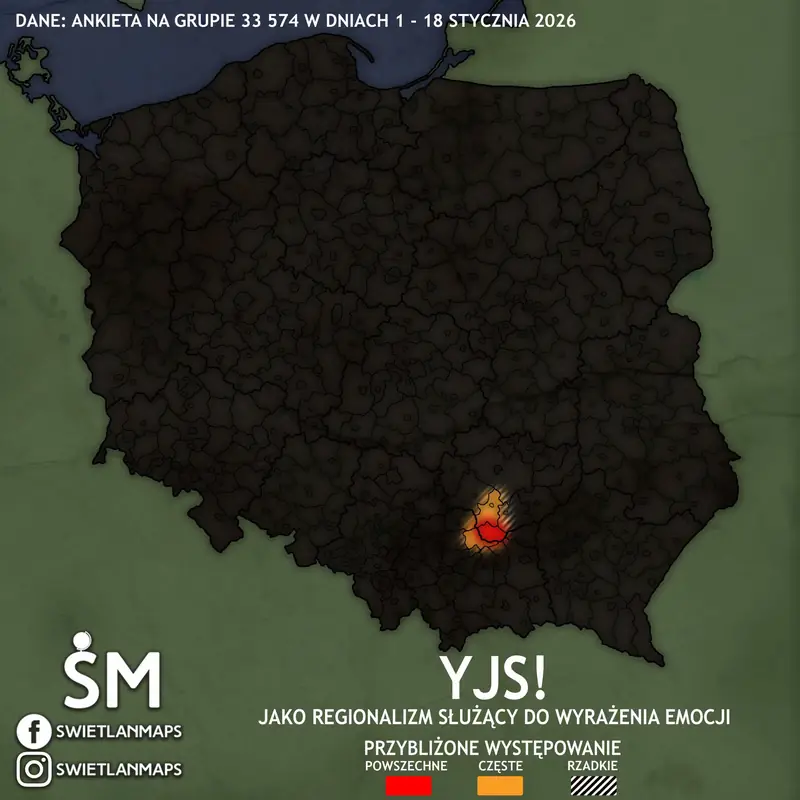 DANE: ANKIETA NA GRUPIE 33 574 W DNIACH 1 - 18 STYCZNIA 2026
ŚM
SWIETLANMAPS
SWIETLANMAPS
YJS!
JAKO REGIONALIZM SŁUŻĄCY DO WYRAŻENIA EMOCJI
PRZYBLIŻONE WYSTĘPOWANIE
POWSZECHNE CZĘSTE RZADKIE